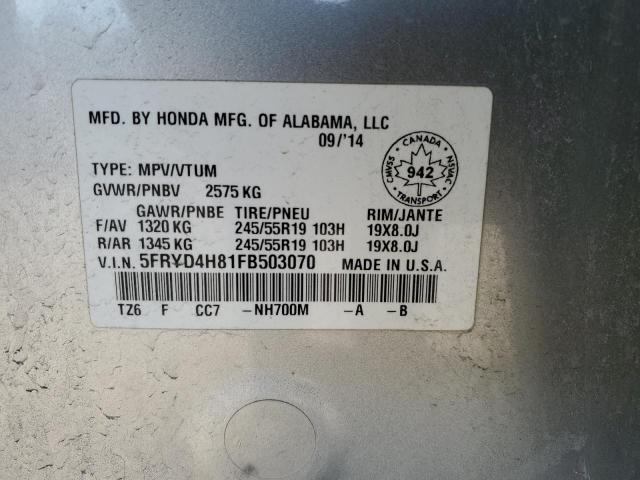 MFD. BY HONDA MFG. OF ALABAMA, LLC
09/'14
TYPE: MPV/VTUM
GVWR/PNBV 2575 KG
CANADA
CMVSS 942 NSVAC
TRANSPORT
GAWR/PNBE TIRE/PNEU RIM/JANTE
F/AV 1320 KG 245/55R19 103H 19X8.0J
R/AR 1345 KG 245/55R19 103H 19X8.0J
V.I.N. 5FRYD4H81FB503070 MADE IN U.S.A.
TZ6 F CC7 -NH700M -A -B